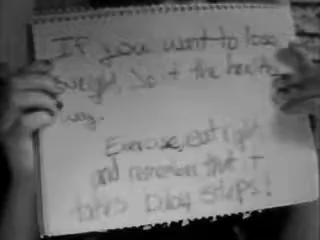 If you want to lose
weight, do it the healthy
way.
Exercise, eat right
and remember that it
takes baby steps!